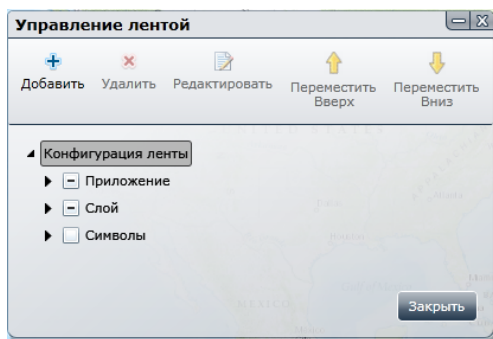 Управление лентой
Добавить
Удалить
Редактировать
Переместить
Вверх
Переместить
Вниз
Конфигурация ленты
Приложение
Слой
Символы
Закрыть